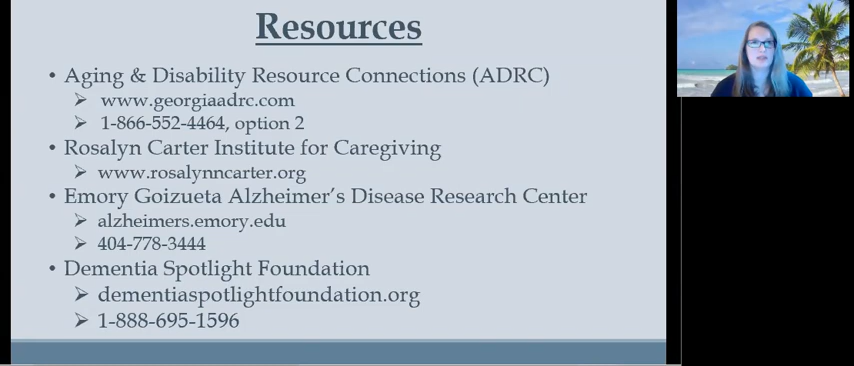 Resources
• Aging & Disability Resource Connections (ADRC)
➢ www.georgiaadrc.com
➢ 1-866-552-4464, option 2
• Rosalyn Carter Institute for Caregiving
➢ www.rosalynncarter.org
• Emory Goizueta Alzheimer’s Disease Research Center
➢ alzheimers.emory.edu
➢ 404-778-3444
• Dementia Spotlight Foundation
➢ dementiaspotlightfoundation.org
➢ 1-888-695-1596